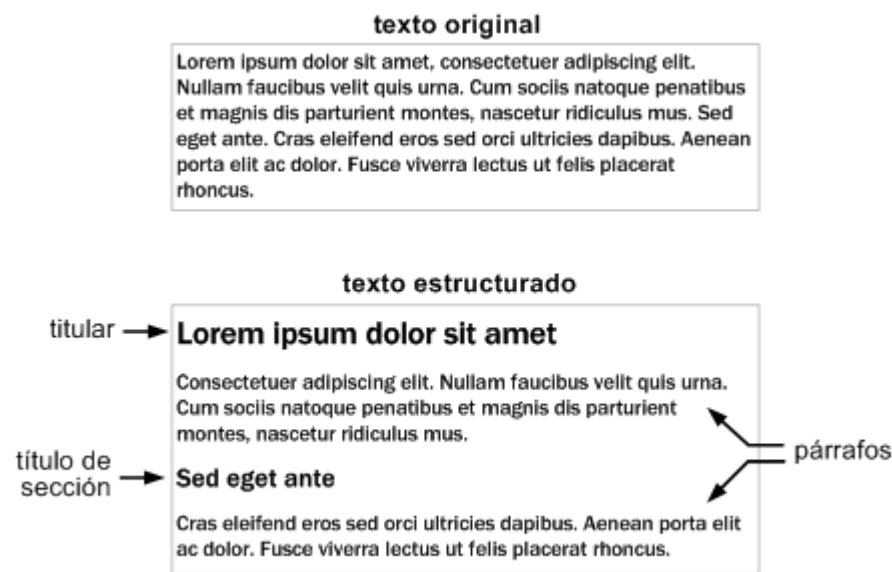 texto original
Lorem ipsum dolor sit amet, consectetuer adipiscing elit.
Nullam faucibus velit quis urna. Cum sociis natoque penatibus
et magnis dis parturient montes, nascetur ridiculus mus. Sed
eget ante. Cras eleifend eros sed orci ultricies dapibus. Aenean
porta elit ac dolor. Fusce viverra lectus ut felis placerat
rhoncus.
texto estructurado
titular
Lorem ipsum dolor sit amet
Consectetuer adipiscing elit. Nullam faucibus velit quis urna.
Cum sociis natoque penatibus et magnis dis parturient
montes, nascetur ridiculus mus.
párrafos
título de
sección
Sed eget ante
Cras eleifend eros sed orci ultricies dapibus. Aenean porta elit
ac dolor. Fusce viverra lectus ut felis placerat rhoncus.